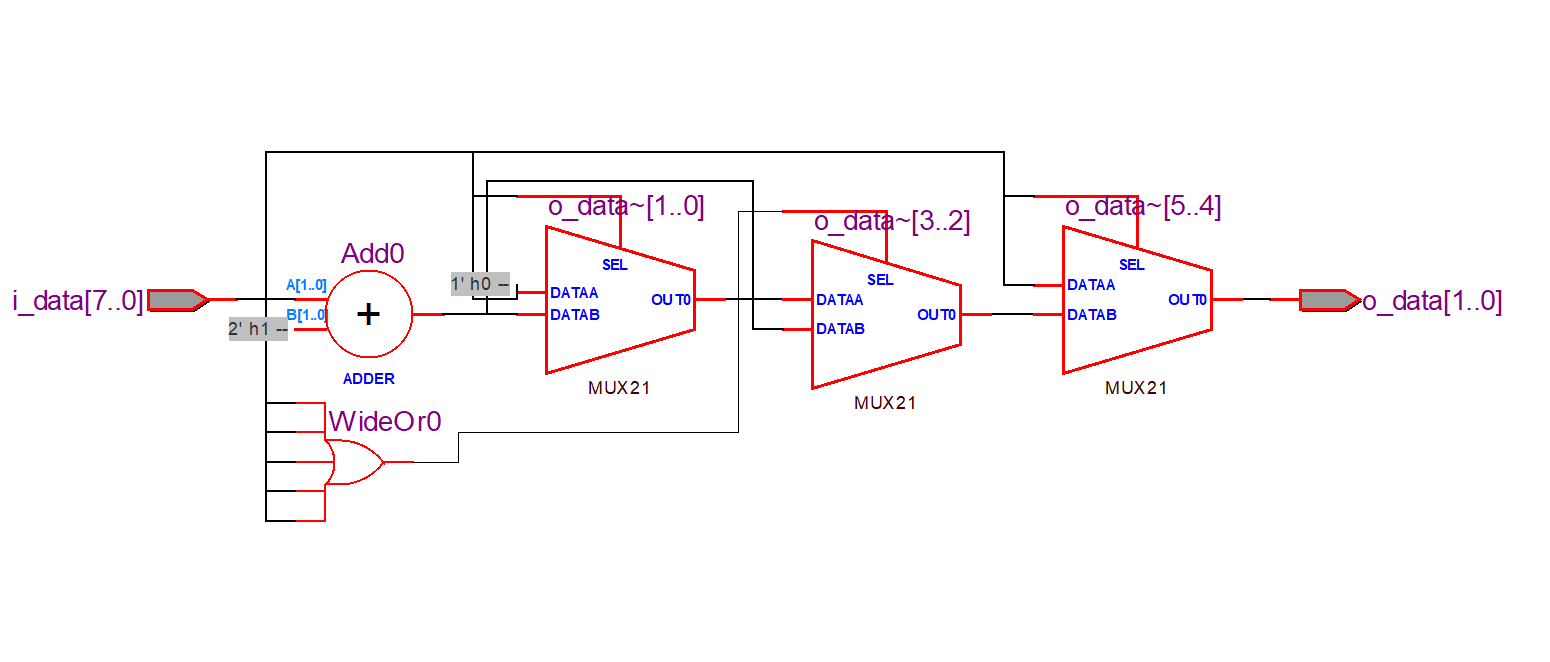 i_data[7..0]
Add0
A[1..0]
B[1..0]
2' h1 --
+
ADDER
WideOr0
1' h0 --
o_data~[1..0]
SEL
DATAA
DATAB
OUT0
MUX21
o_data~[3..2]
SEL
DATAA
DATAB
OUT0
MUX21
o_data~[5..4]
SEL
DATAA
DATAB
OUT0
MUX21
o_data[1..0]